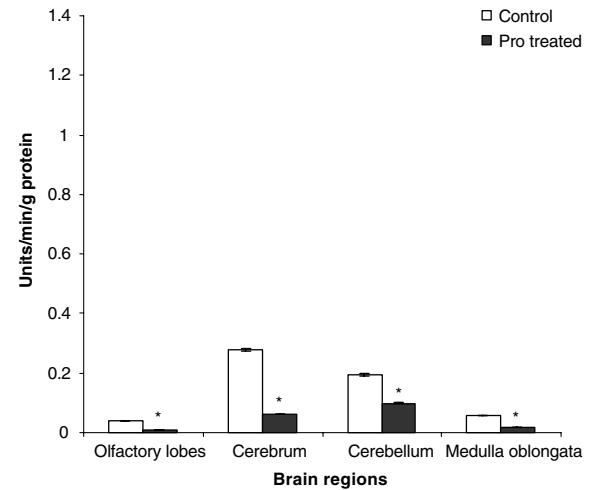 1.4
Control
Pro treated
1.2
1
0.8
0.6
0.4
0.2
0
Units/min/g protein
*
*
*
*
Olfactory lobes
Cerebrum
Cerebellum
Medulla oblongata
Brain regions